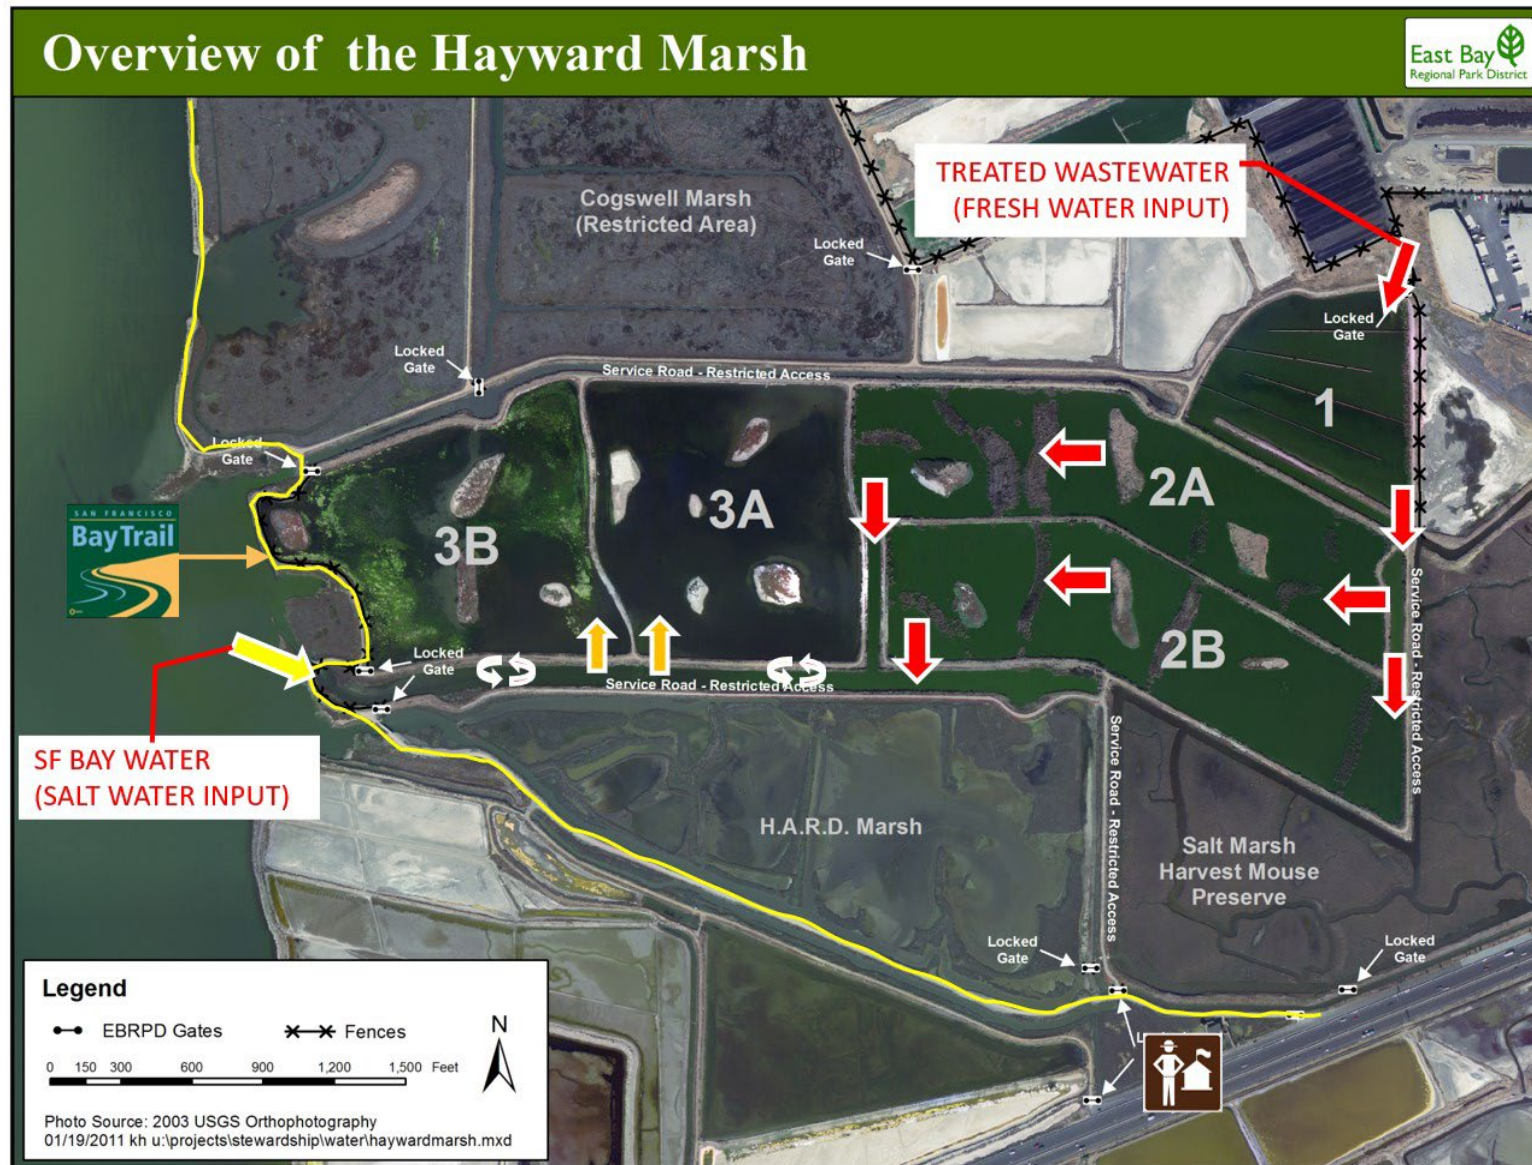 Overview of the Hayward Marsh
East Bay
Regional Park District
TREATED WASTEWATER
(FRESH WATER INPUT)
Cogswell Marsh
(Restricted Area)
Locked
Gate
Locked
Gate
Locked
Gate
Service Road - Restricted Access
1
Locked
Gate
2A
3A
3B
SAN FRANCISCO
Bay Trail
2B
Service Road - Restricted Access
Locked
Gate
Service Road - Restricted Access
Service Road - Restricted Access
SF BAY WATER
(SALT WATER INPUT)
H.A.R.D. Marsh
Salt Marsh
Harvest Mouse
Preserve
Locked
Gate
Locked
Gate
Legend
EBRPD Gates
Fences
N
0 150 300 600 900 1,200 1,500 Feet
Photo Source: 2003 USGS Orthophotography
01/19/2011 kh u:\projects\stewardship\water\haywardmarsh.mxd